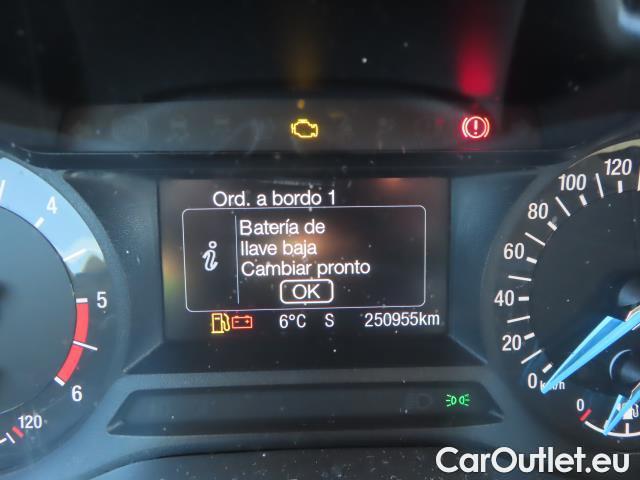 Ord. a bordo 1
Batería de
llave baja
Cambiar pronto
OK
6°C S 250955km
4
5
6
120
0
20
40
60
80
100
120
km/h
0
CarOutlet.eu